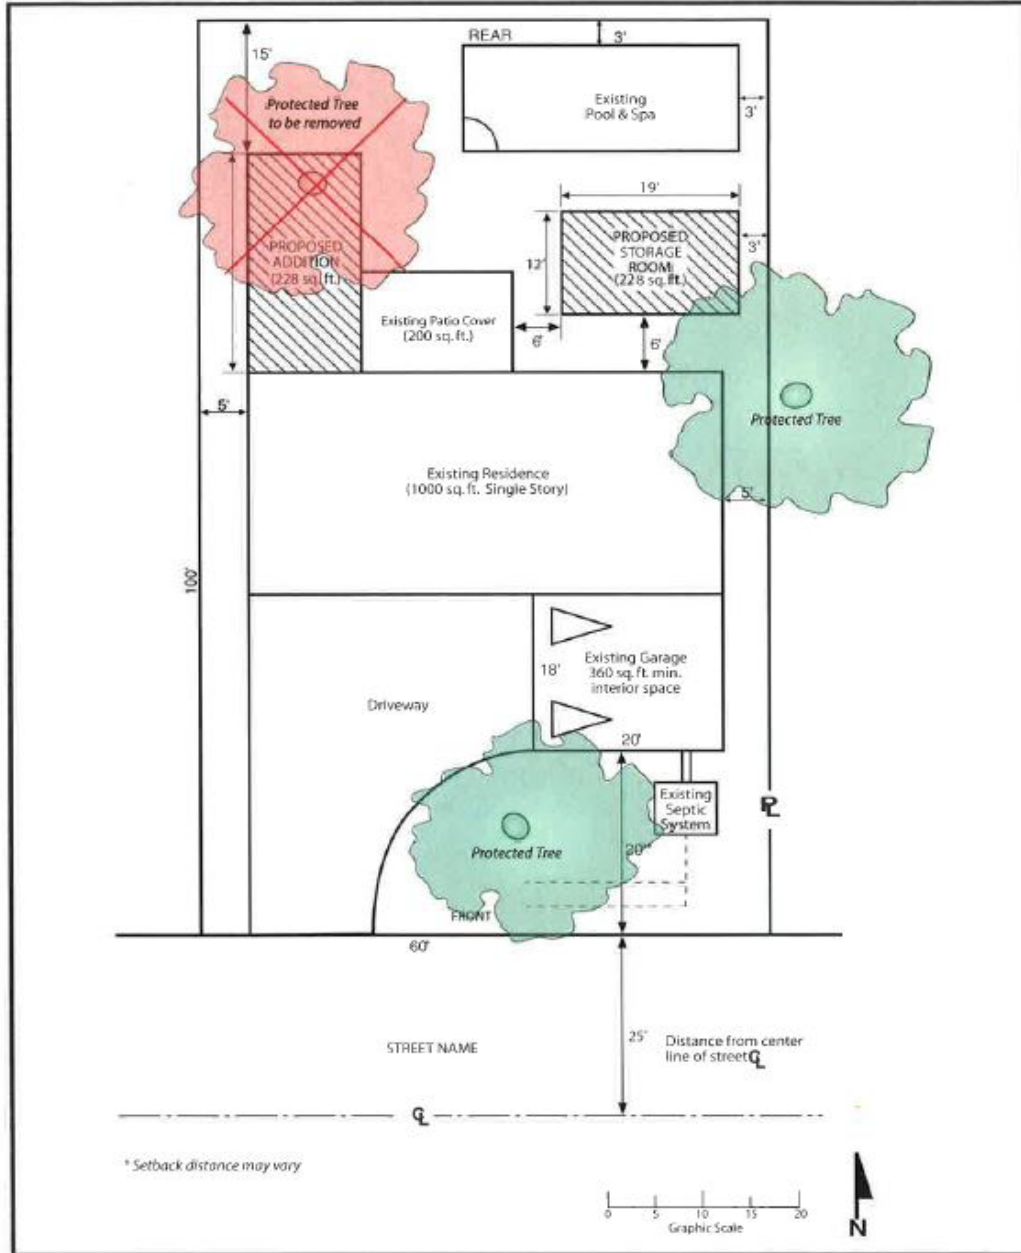 REAR
3'
15'
Protected Tree
to be removed
Existing
Pool & Spa
3'
19'
PROPOSED
STORAGE
ROOM
(228 sq. ft.)
12'
3'
PROPOSED
ADDITION
(228 sq. ft.)
Existing Patio Cover
(200 sq. ft.)
6'
6'
5'
Protected Tree
Existing Residence
(1000 sq. ft. Single Story)
5'
100'
18'
Existing Garage
360 sq. ft. min.
interior space
Driveway
20'
Existing
Septic
System
PL
Protected Tree
20'*
FRONT
60'
STREET NAME
25'
Distance from center
line of street CL
CL
* Setback distance may vary
0 5 10 15 20
Graphic Scale
N